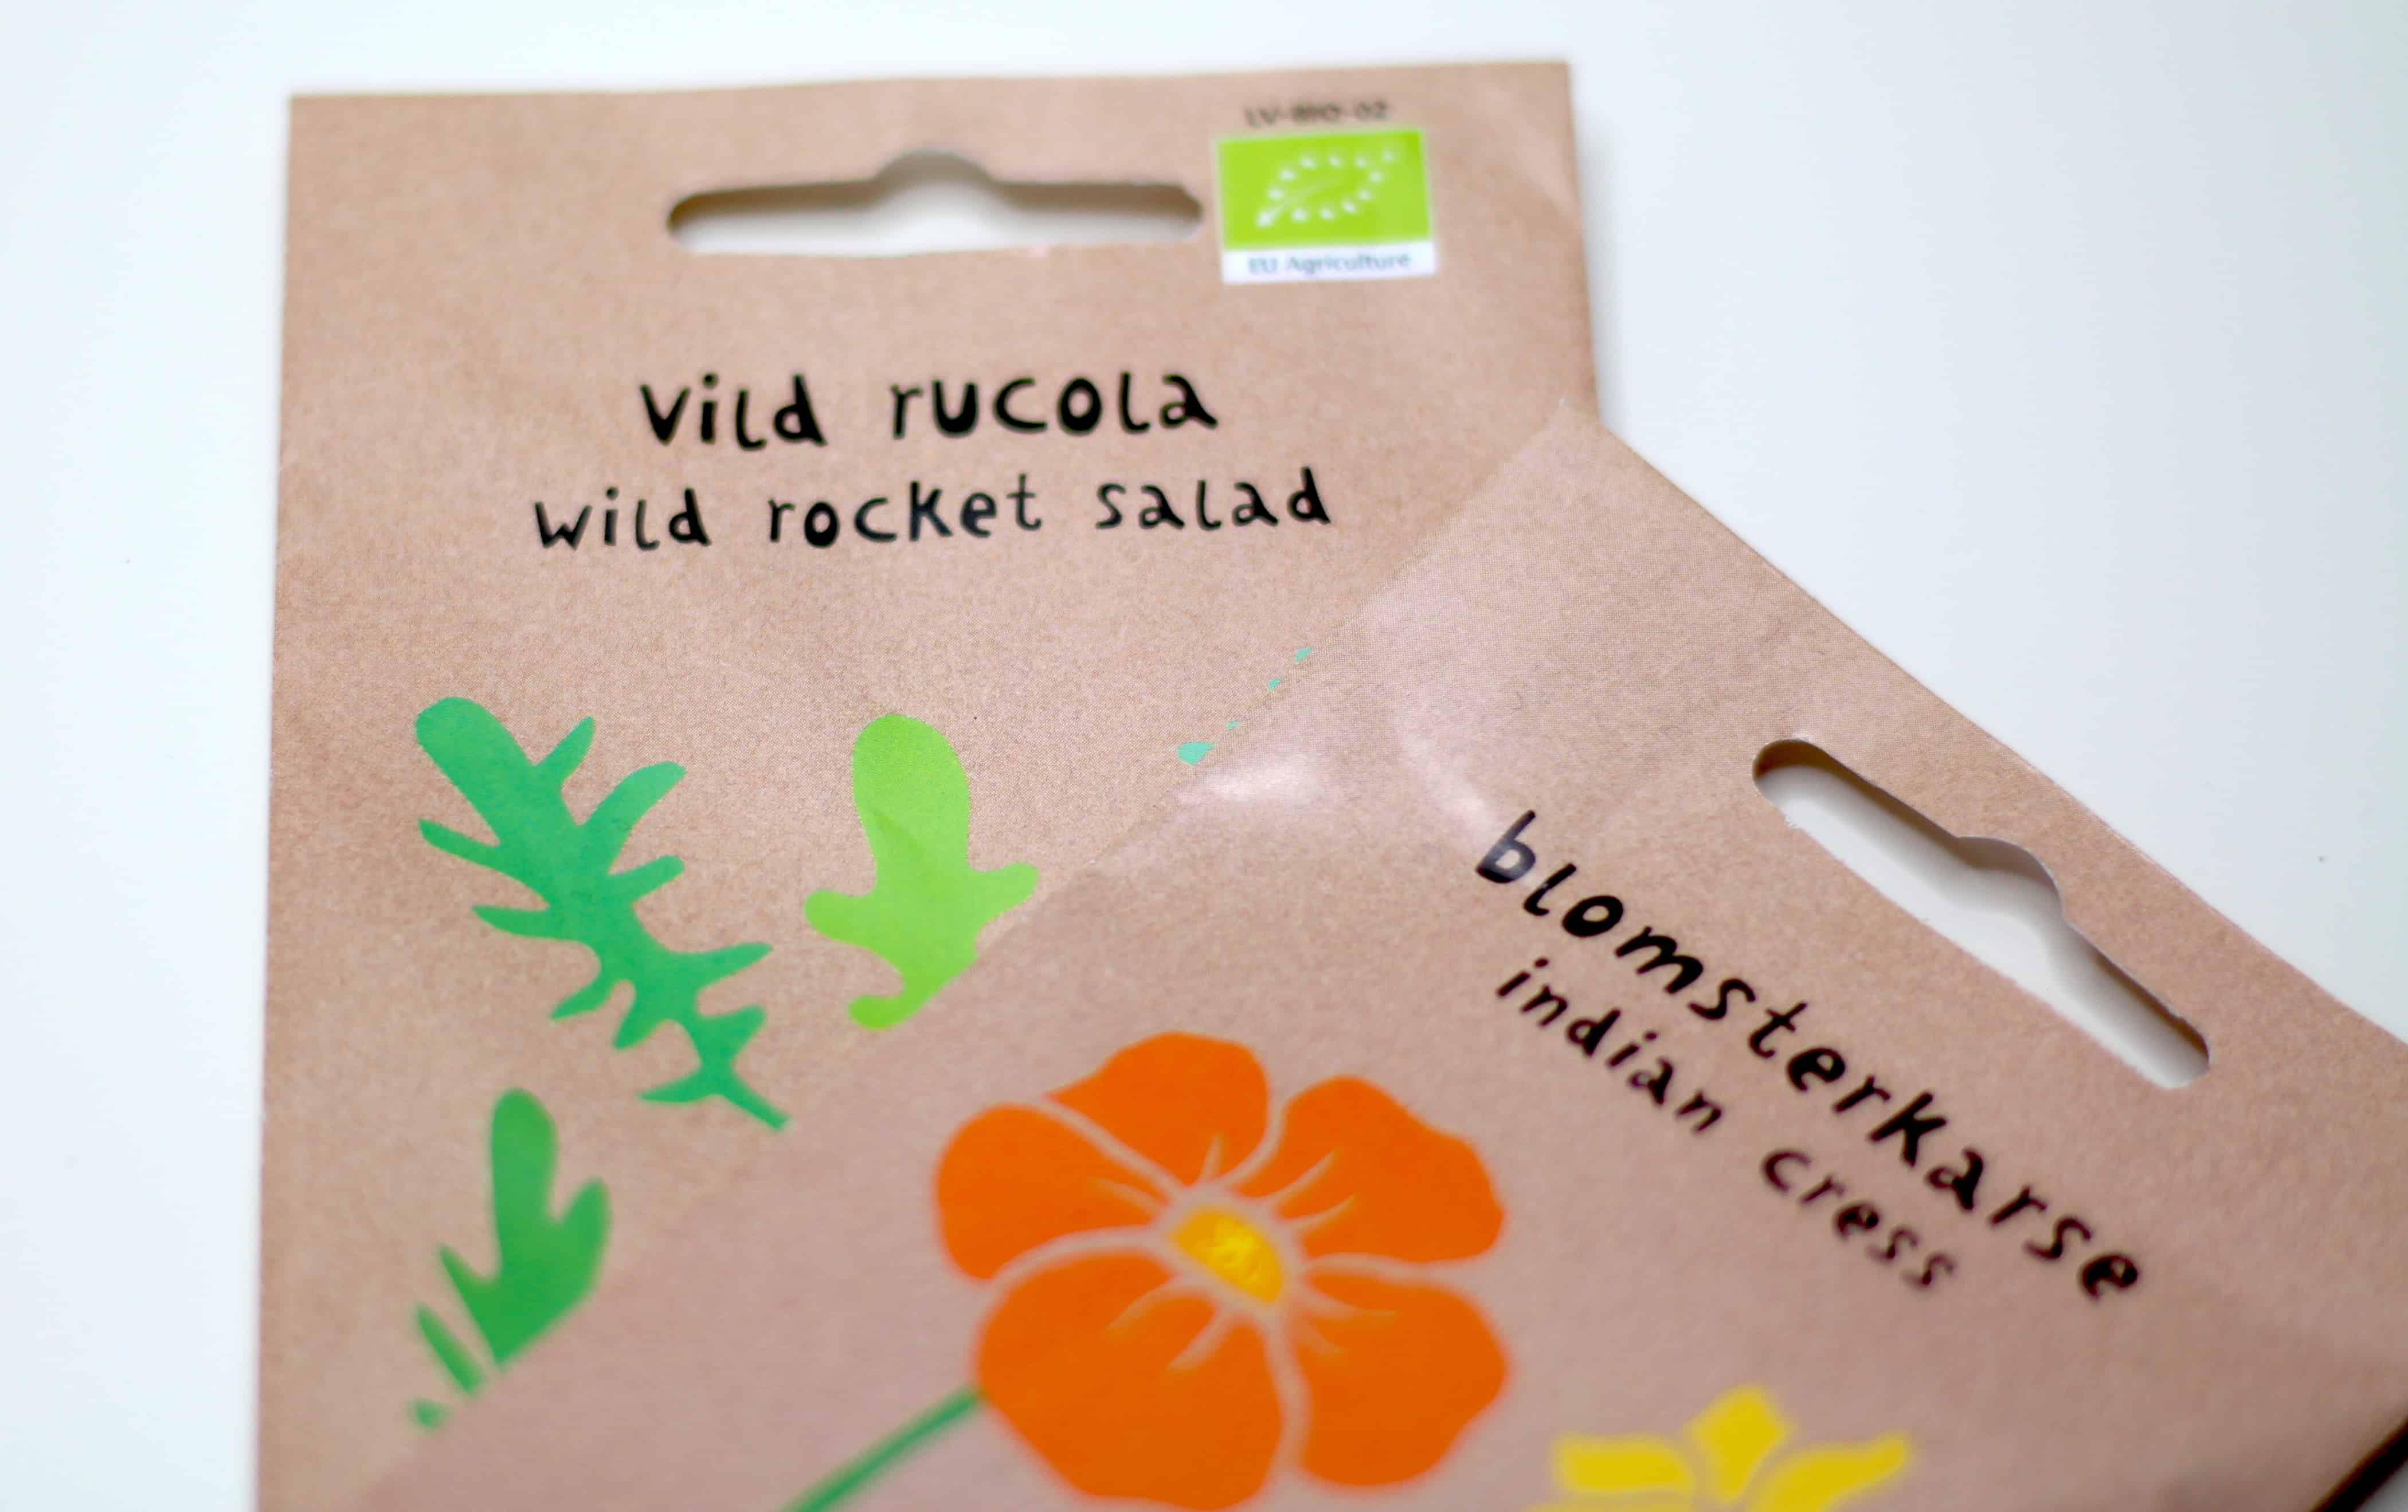 LV-BIO-02
EU Agriculture
vild rucola
wild rocket salad
blomsterkarse
indian cress